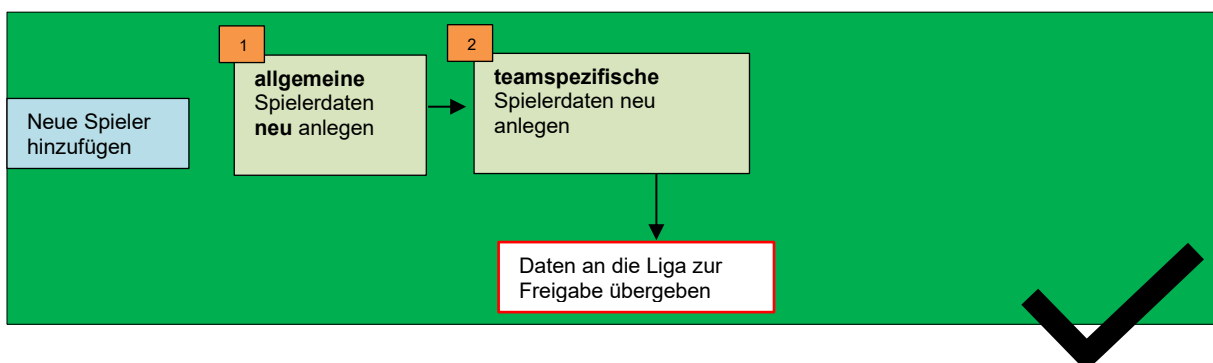 Neue Spieler
hinzufügen
1
allgemeine
Spielerdaten
neu anlegen
2
teamspezifische
Spielerdaten neu
anlegen
Daten an die Liga zur
Freigabe übergeben